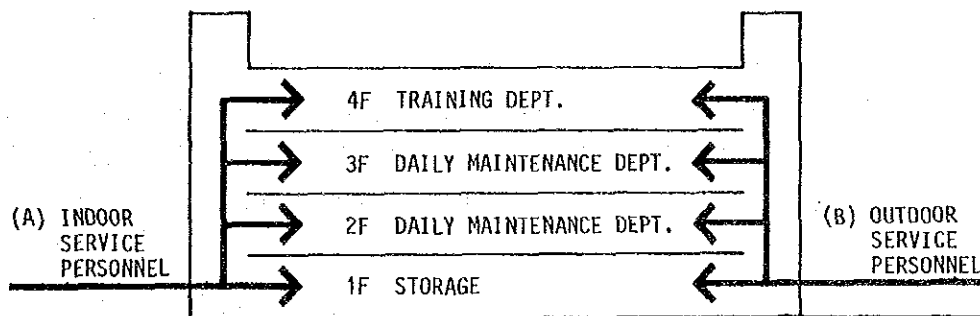 4F TRAINING DEPT.
3F DAILY MAINTENANCE DEPT.
(A) INDOOR
SERVICE
PERSONNEL
2F DAILY MAINTENANCE DEPT.
(B) OUTDOOR
SERVICE
PERSONNEL
1F STORAGE